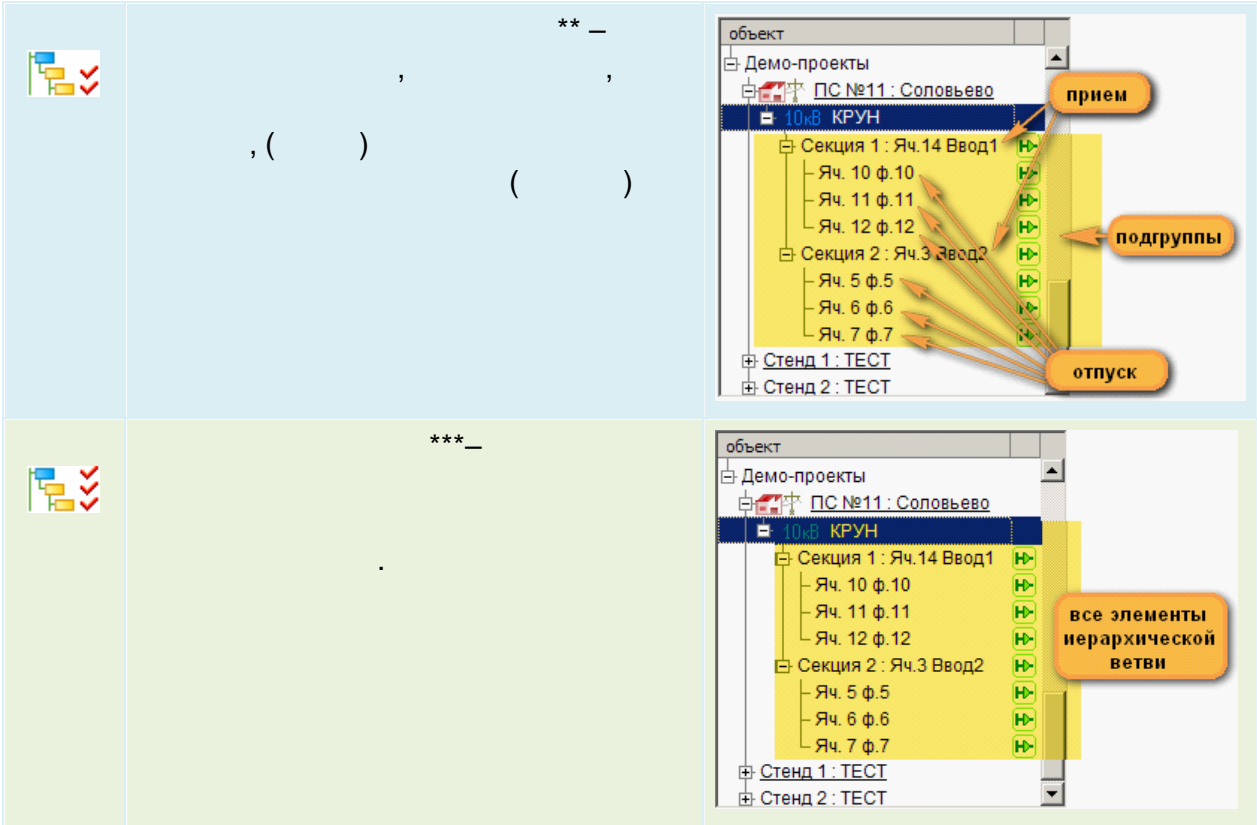 ** –
, ,
, ( )
( )
объект
Демо-проекты
ПС №11 : Соловьево
10кВ КРУН
Секция 1 : Яч.14 Ввод1
Яч. 10 ф.10
Яч. 11 ф.11
Яч. 12 ф.12
Секция 2 : Яч.3 Ввод2
Яч. 5 ф.5
Яч. 6 ф.6
Яч. 7 ф.7
Стенд 1 : ТЕСТ
Стенд 2 : ТЕСТ
прием
подгруппы
отпуск
***–
.
объект
Демо-проекты
ПС №11 : Соловьево
10кВ КРУН
Секция 1 : Яч.14 Ввод1
Яч. 10 ф.10
Яч. 11 ф.11
Яч. 12 ф.12
Секция 2 : Яч.3 Ввод2
Яч. 5 ф.5
Яч. 6 ф.6
Яч. 7 ф.7
Стенд 1 : ТЕСТ
Стенд 2 : ТЕСТ
все элементы
иерархической
ветви